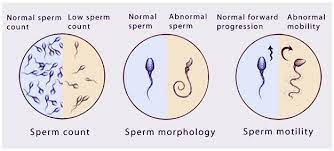 Normal sperm count
Low sperm count
Normal sperm
Abnormal sperm
Normal forward progression
Abnormal mobility
Sperm count
Sperm morphology
Sperm motility